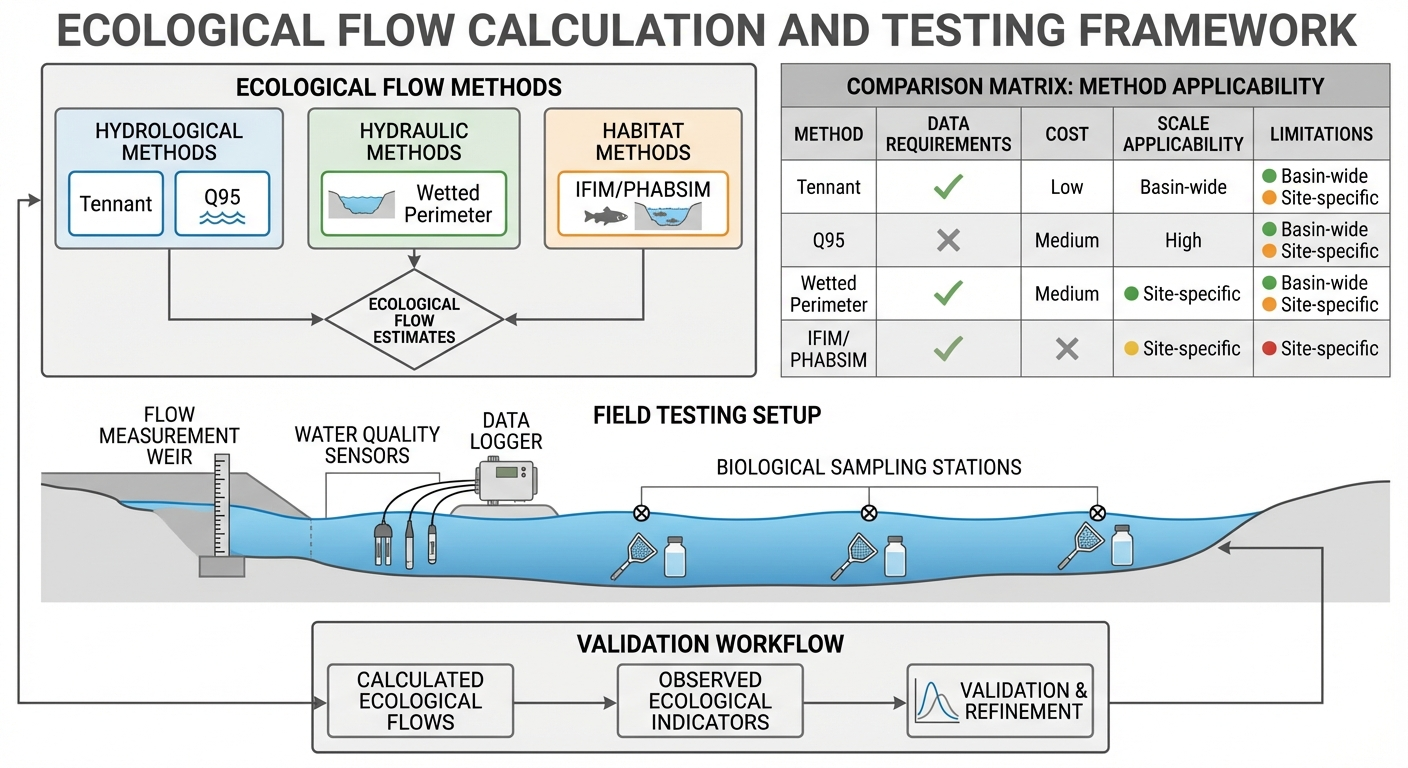 ECOLOGICAL FLOW CALCULATION AND TESTING FRAMEWORK
ECOLOGICAL FLOW METHODS
HYDROLOGICAL
METHODS
Tennant
Q95
HYDRAULIC
METHODS
Wetted
Perimeter
HABITAT
METHODS
IFIM/PHABSIM
ECOLOGICAL
FLOW
ESTIMATES
COMPARISON MATRIX: METHOD APPLICABILITY
METHOD
DATA
REQUIREMENTS
COST
SCALE
APPLICABILITY
LIMITATIONS
Tennant
Low
Basin-wide
Basin-wide
Site-specific
Q95
Medium
High
Basin-wide
Site-specific
Wetted
Perimeter
Medium
Site-specific
Basin-wide
Site-specific
IFIM/
PHABSIM
Site-specific
Site-specific
FIELD TESTING SETUP
FLOW
MEASUREMENT
WEIR
WATER QUALITY
SENSORS
DATA
LOGGER
BIOLOGICAL SAMPLING STATIONS
VALIDATION WORKFLOW
CALCULATED
ECOLOGICAL
FLOWS
OBSERVED
ECOLOGICAL
INDICATORS
VALIDATION &
REFINEMENT